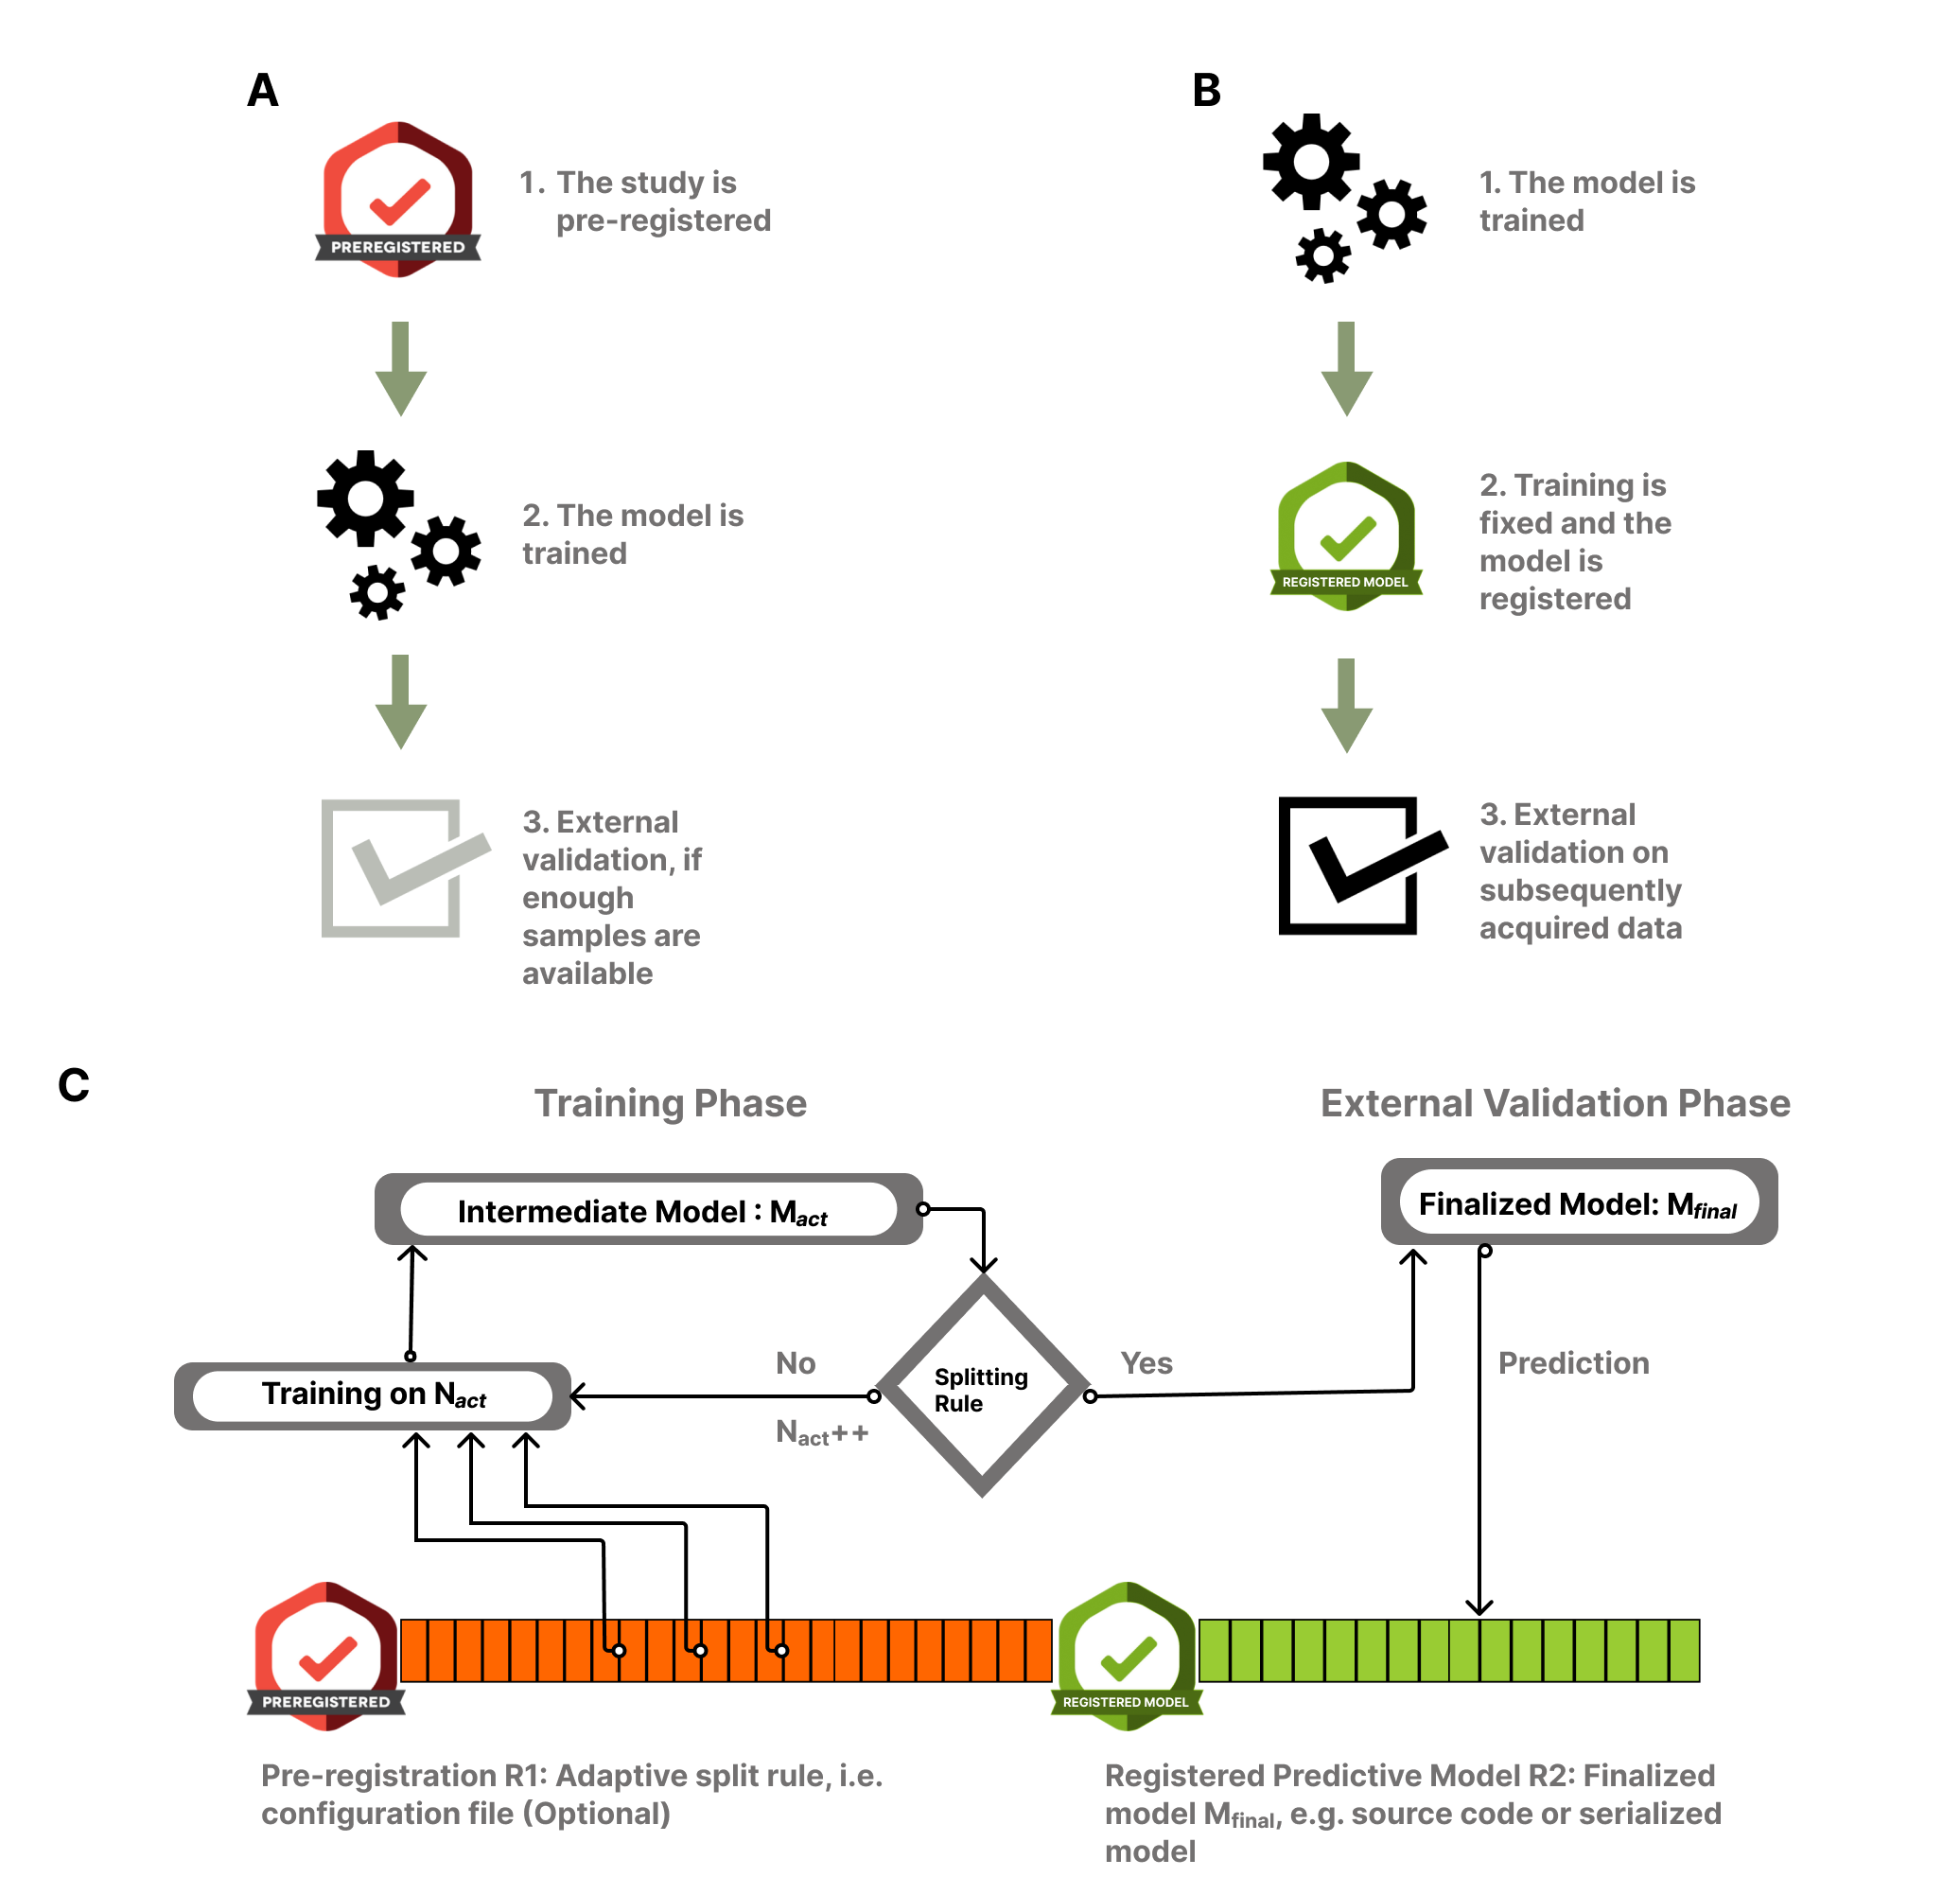 A
PREREGISTERED
1. The study is
pre-registered
2. The model is
trained
3. External
validation, if
enough
samples are
available
B
1. The model is
trained
REGISTERED MODEL
2. Training is
fixed and the
model is
registered
3. External
validation on
subsequently
acquired data
C
Training Phase
External Validation Phase
Intermediate Model : Mact
Finalized Model: Mfinal
Training on Nact
No
Nact++
Splitting
Rule
Yes
Prediction
PREREGISTERED
REGISTERED MODEL
Pre-registration R1: Adaptive split rule, i.e.
configuration file (Optional)
Registered Predictive Model R2: Finalized
model Mfinal, e.g. source code or serialized
model